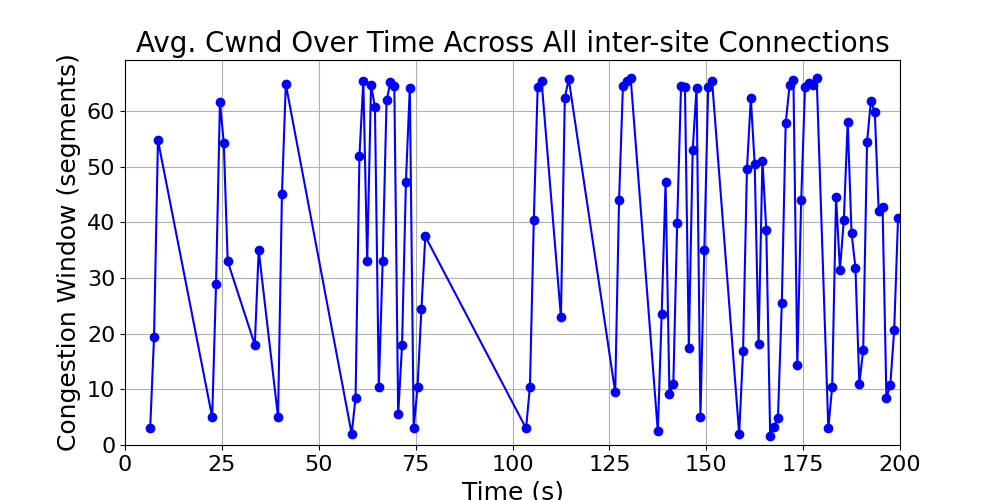 Avg. Cwnd Over Time Across All inter-site Connections
Congestion Window (segments)
60
50
40
30
20
10
0
0 25 50 75 100 125 150 175 200
Time (s)